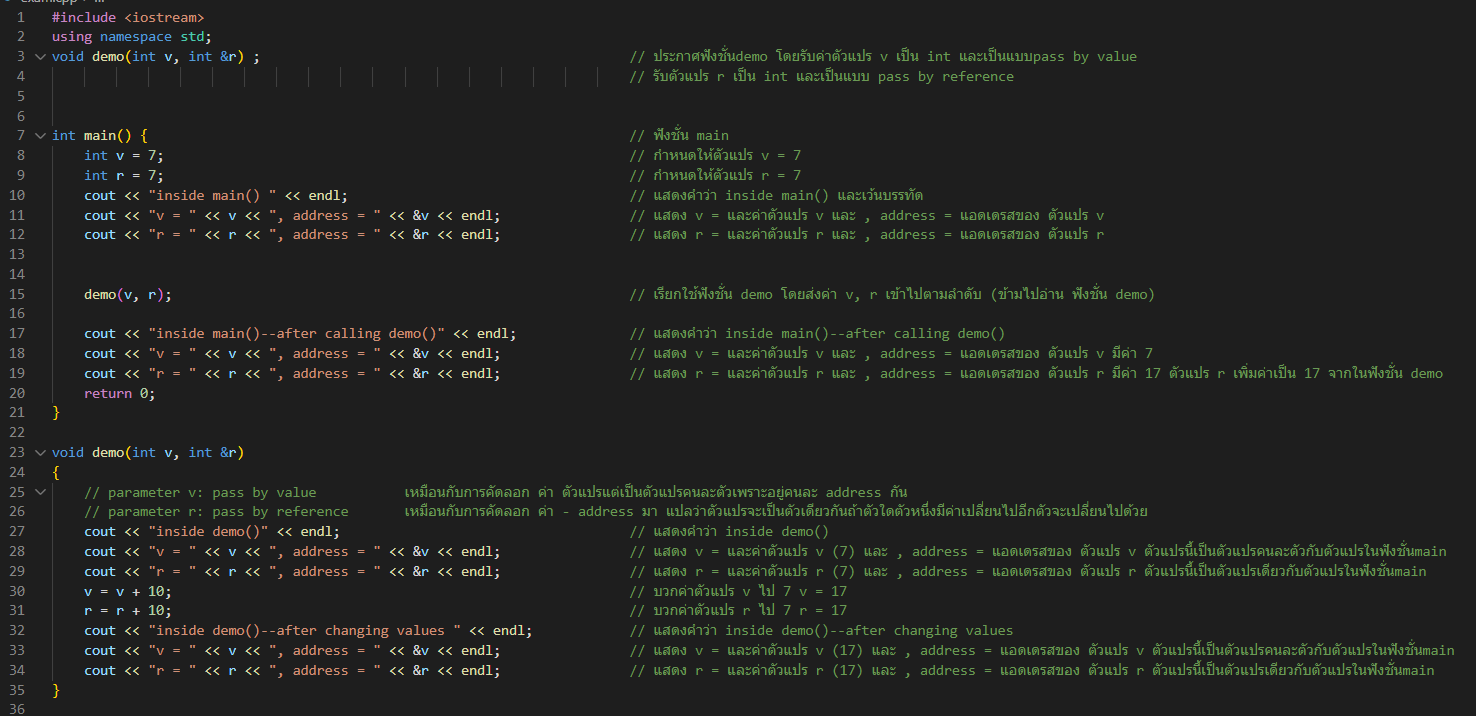 1 #include <iostream>
2 using namespace std;
3 void demo(int v, int &r) ; // ประกาศฟังชั่นdemo โดยรับค่าตัวแปร v เป็น int และเป็นแบบpass by value
4 // รับตัวแปร r เป็น int และเป็นแบบ pass by reference
5
6
7 int main() { // ฟังชั่น main
8 int v = 7; // กำหนดให้ตัวแปร v = 7
9 int r = 7; // กำหนดให้ตัวแปร r = 7
10 cout << "inside main() " << endl; // แสดงคำว่า inside main() และเว้นบรรทัด
11 cout << "v = " << v << ", address = " << &v << endl; // แสดง v = และค่าตัวแปร v และ , address = แอดเดรสของ ตัวแปร v
12 cout << "r = " << r << ", address = " << &r << endl; // แสดง r = และค่าตัวแปร r และ , address = แอดเดรสของ ตัวแปร r
13
14
15 demo(v, r); // เรียกใช้ฟังชั่น demo โดยส่งค่า v, r เข้าไปตามลำดับ (ข้ามไปอ่าน ฟังชั่น demo)
16
17 cout << "inside main()--after calling demo()" << endl; // แสดงคำว่า inside main()--after calling demo()
18 cout << "v = " << v << ", address = " << &v << endl; // แสดง v = และค่าตัวแปร v และ , address = แอดเดรสของ ตัวแปร v มีค่า 7
19 cout << "r = " << r << ", address = " << &r << endl; // แสดง r = และค่าตัวแปร r และ , address = แอดเดรสของ ตัวแปร r มีค่า 17 ตัวแปร r เพิ่มค่าเป็น 17 จากในฟังชั่น demo
20 return 0;
21 }
22
23 void demo(int v, int &r)
24 {
25 // parameter v: pass by value เหมือนกับการคัดลอก ค่า ตัวแปรแต่เป็นตัวแปรคนละตัวเพราะอยู่คนละ address กัน
26 // parameter r: pass by reference เหมือนกับการคัดลอก ค่า - address มา แปลว่าตัวแปรจะเป็นตัวเดียวกันถ้าตัวใดตัวหนึ่งมีค่าเปลี่ยนไปอีกตัวจะเปลี่ยนไปด้วย
27 cout << "inside demo()" << endl; // แสดงคำว่า inside demo()
28 cout << "v = " << v << ", address = " << &v << endl; // แสดง v = และค่าตัวแปร v (7) และ , address = แอดเดรสของ ตัวแปร v ตัวแปรนี้เป็นตัวแปรคนละตัวกับตัวแปรในฟังชั่นmain
29 cout << "r = " << r << ", address = " << &r << endl; // แสดง r = และค่าตัวแปร r (7) และ , address = แอดเดรสของ ตัวแปร r ตัวแปรนี้เป็นตัวแปรเดียวกับตัวแปรในฟังชั่นmain
30 v = v + 10; // บวกค่าตัวแปร v ไป 7 v = 17
31 r = r + 10; // บวกค่าตัวแปร r ไป 7 r = 17
32 cout << "inside demo()--after changing values " << endl; // แสดงคำว่า inside demo()--after changing values
33 cout << "v = " << v << ", address = " << &v << endl; // แสดง v = และค่าตัวแปร v (17) และ , address = แอดเดรสของ ตัวแปร v ตัวแปรนี้เป็นตัวแปรคนละตัวกับตัวแปรในฟังชั่นmain
34 cout << "r = " << r << ", address = " << &r << endl; // แสดง r = และค่าตัวแปร r (17) และ , address = แอดเดรสของ ตัวแปร r ตัวแปรนี้เป็นตัวแปรเดียวกับตัวแปรในฟังชั่นmain
35 }
36